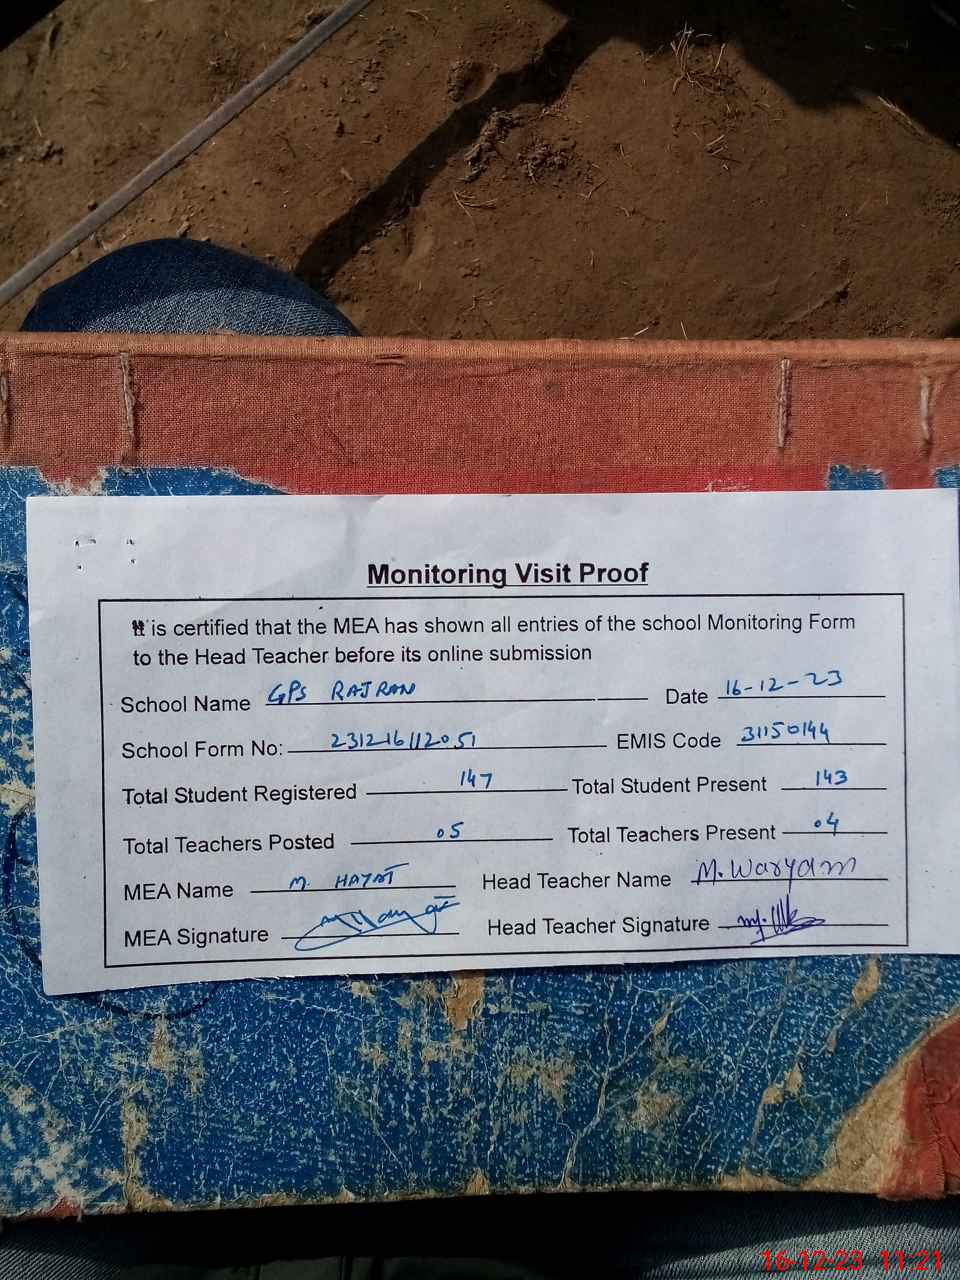 Monitoring Visit Proof
It is certified that the MEA has shown all entries of the school Monitoring Form
to the Head Teacher before its online submission
School Name GPS RAJRAN Date 16-12-23
School Form No: 231216112051 EMIS Code 31150144
Total Student Registered 147 Total Student Present 143
Total Teachers Posted 05 Total Teachers Present 04
MEA Name M. HAYAT Head Teacher Name M. Waryam
MEA Signature Head Teacher Signature
16-12-23 11:21